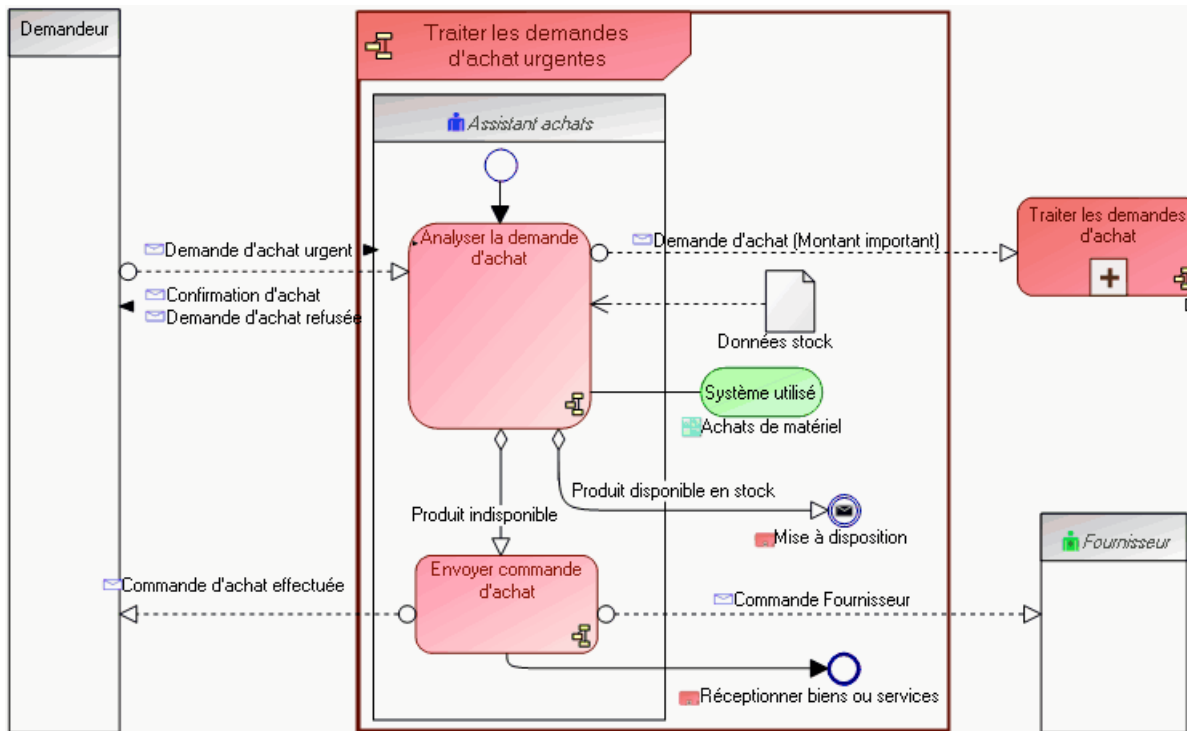 Demandeur
Traiter les demandes
d'achat urgentes
Assistant achats
Analyser la demande
d'achat
Demande d'achat urgent
Confirmation d'achat
Demande d'achat refusée
Demande d'achat (Montant important)
Traiter les demandes
d'achat
Données stock
Système utilisé
Achats de matériel
Produit disponible en stock
Produit indisponible
Mise à disposition
Envoyer commande
d'achat
Commande d'achat effectuée
Commande Fournisseur
Fournisseur
Réceptionner biens ou services